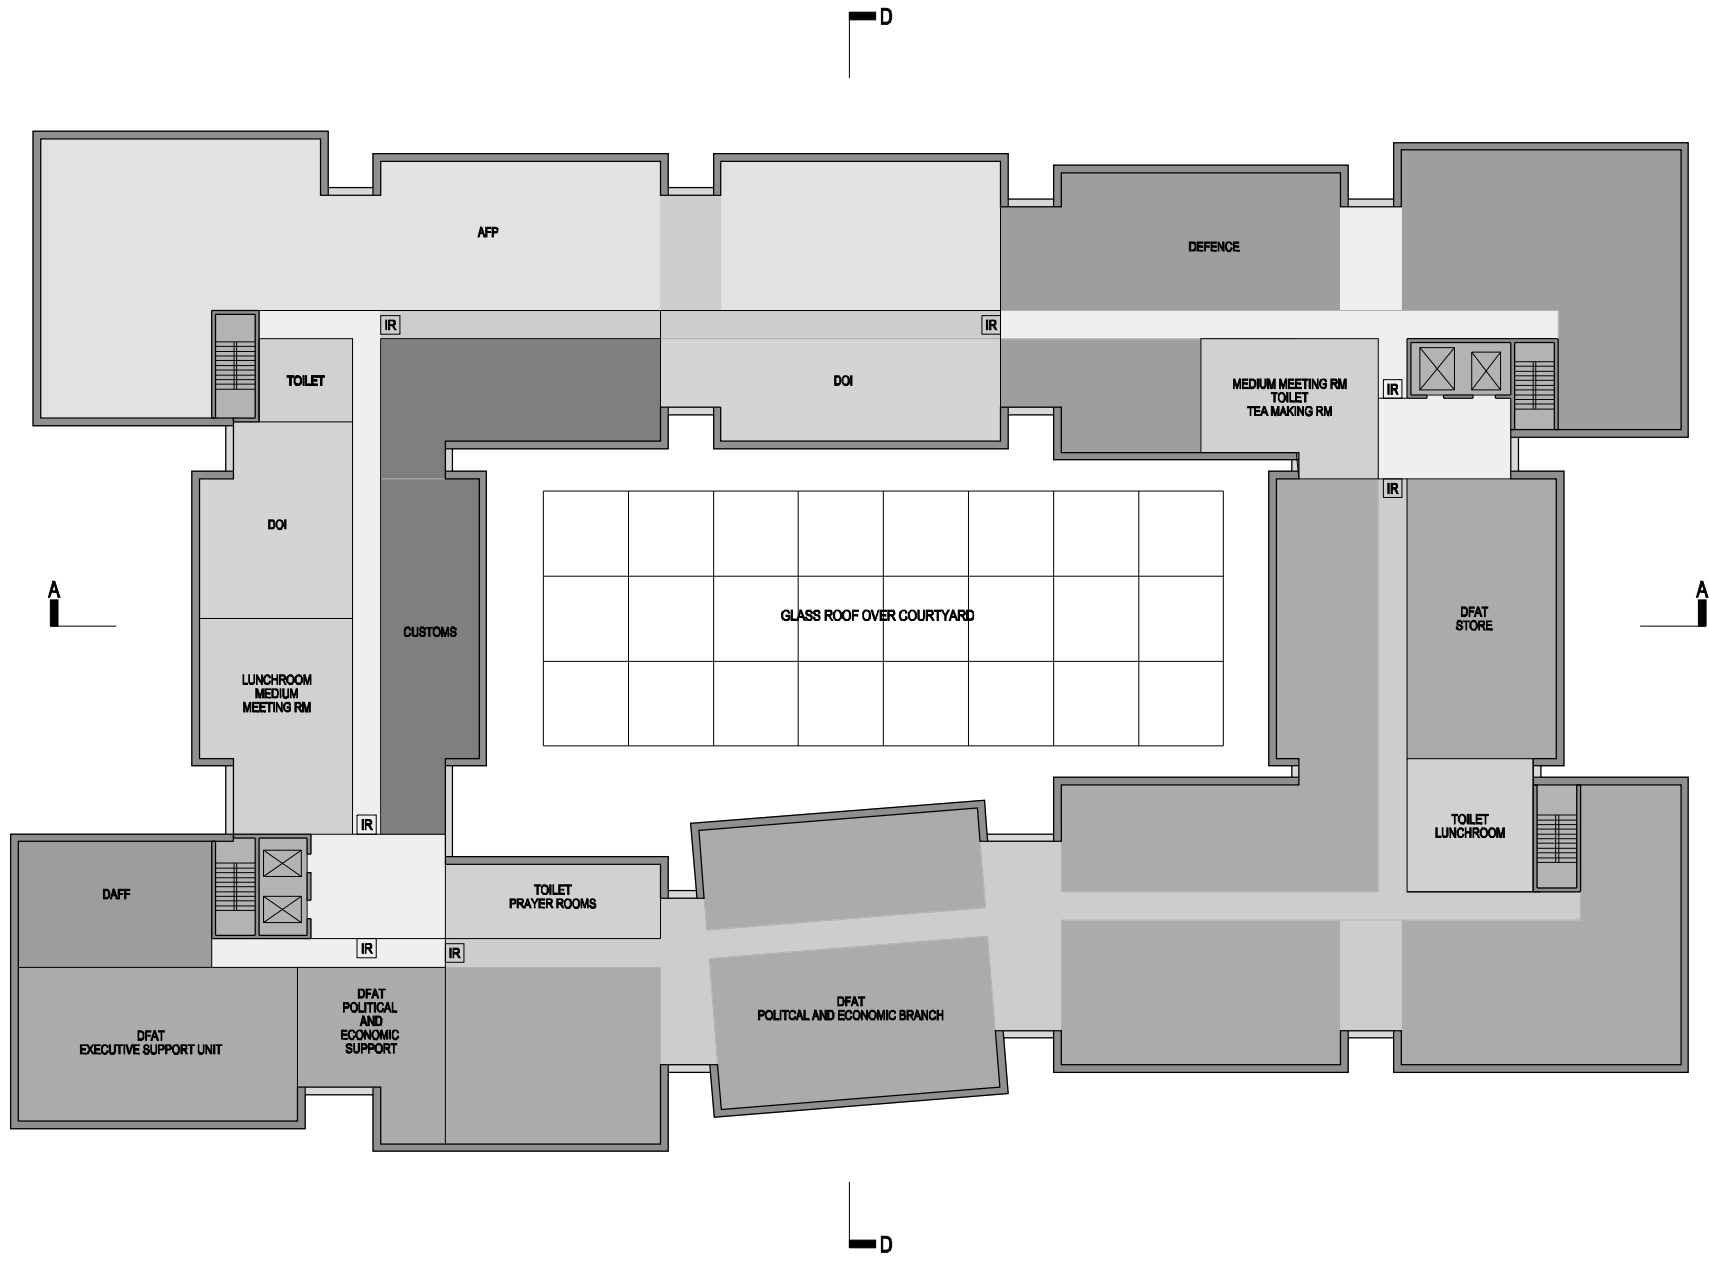 D
AFP
DEFENCE
IR
IR
TOILET
DOI
MEDIUM MEETING RM
TOILET
TEA MAKING RM
IR
IR
DOI
A
A
GLASS ROOF OVER COURTYARD
DFAT
STORE
CUSTOMS
LUNCHROOM
MEDIUM
MEETING RM
IR
TOILET
LUNCHROOM
DAFF
TOILET
PRAYER ROOMS
IR
IR
DFAT
POLITICAL
AND
ECONOMIC
SUPPORT
DFAT
POLITCAL AND ECONOMIC BRANCH
DFAT
EXECUTIVE SUPPORT UNIT
D